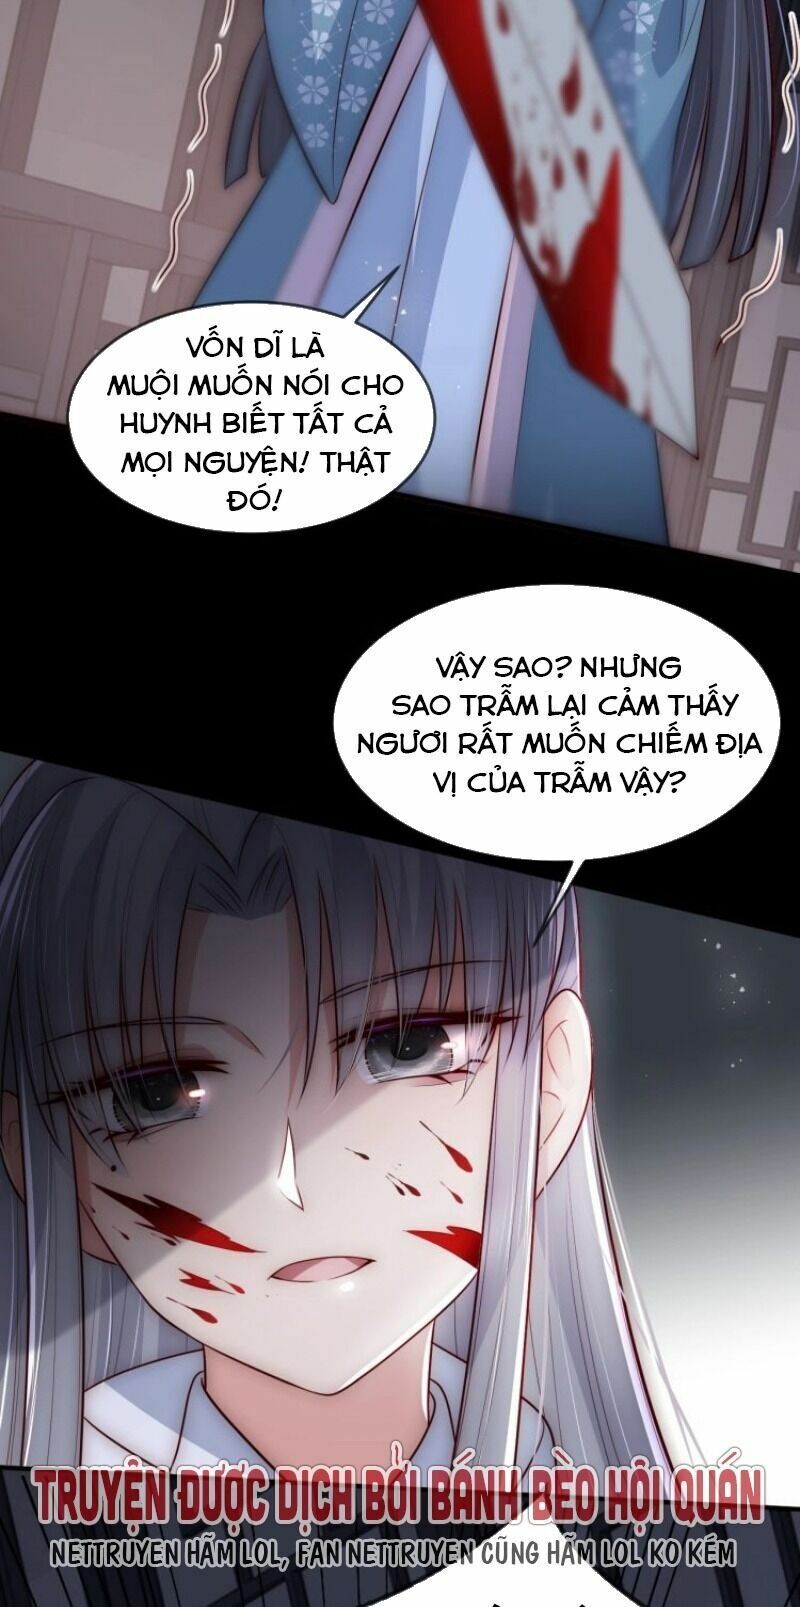 VỐN DĨ LÀ
MUỘI MUỐN NÓI CHO
HUYNH BIẾT TẤT CẢ
MỌI NGUYỆN! THẬT
ĐÓ!
VẬY SAO? NHƯNG
SAO TRẪM LẠI CẢM THẤY
NGƯƠI RẤT MUỐN CHIẾM ĐỊA
VỊ CỦA TRẪM VẬY?
TRUYỆN ĐƯỢC DỊCH BỞI BÁNH BÈO HỘI QUÁN
NETTRUYEN HÃM LOL, FAN NETTRUYEN CŨNG HÃM LOL KO KÉM